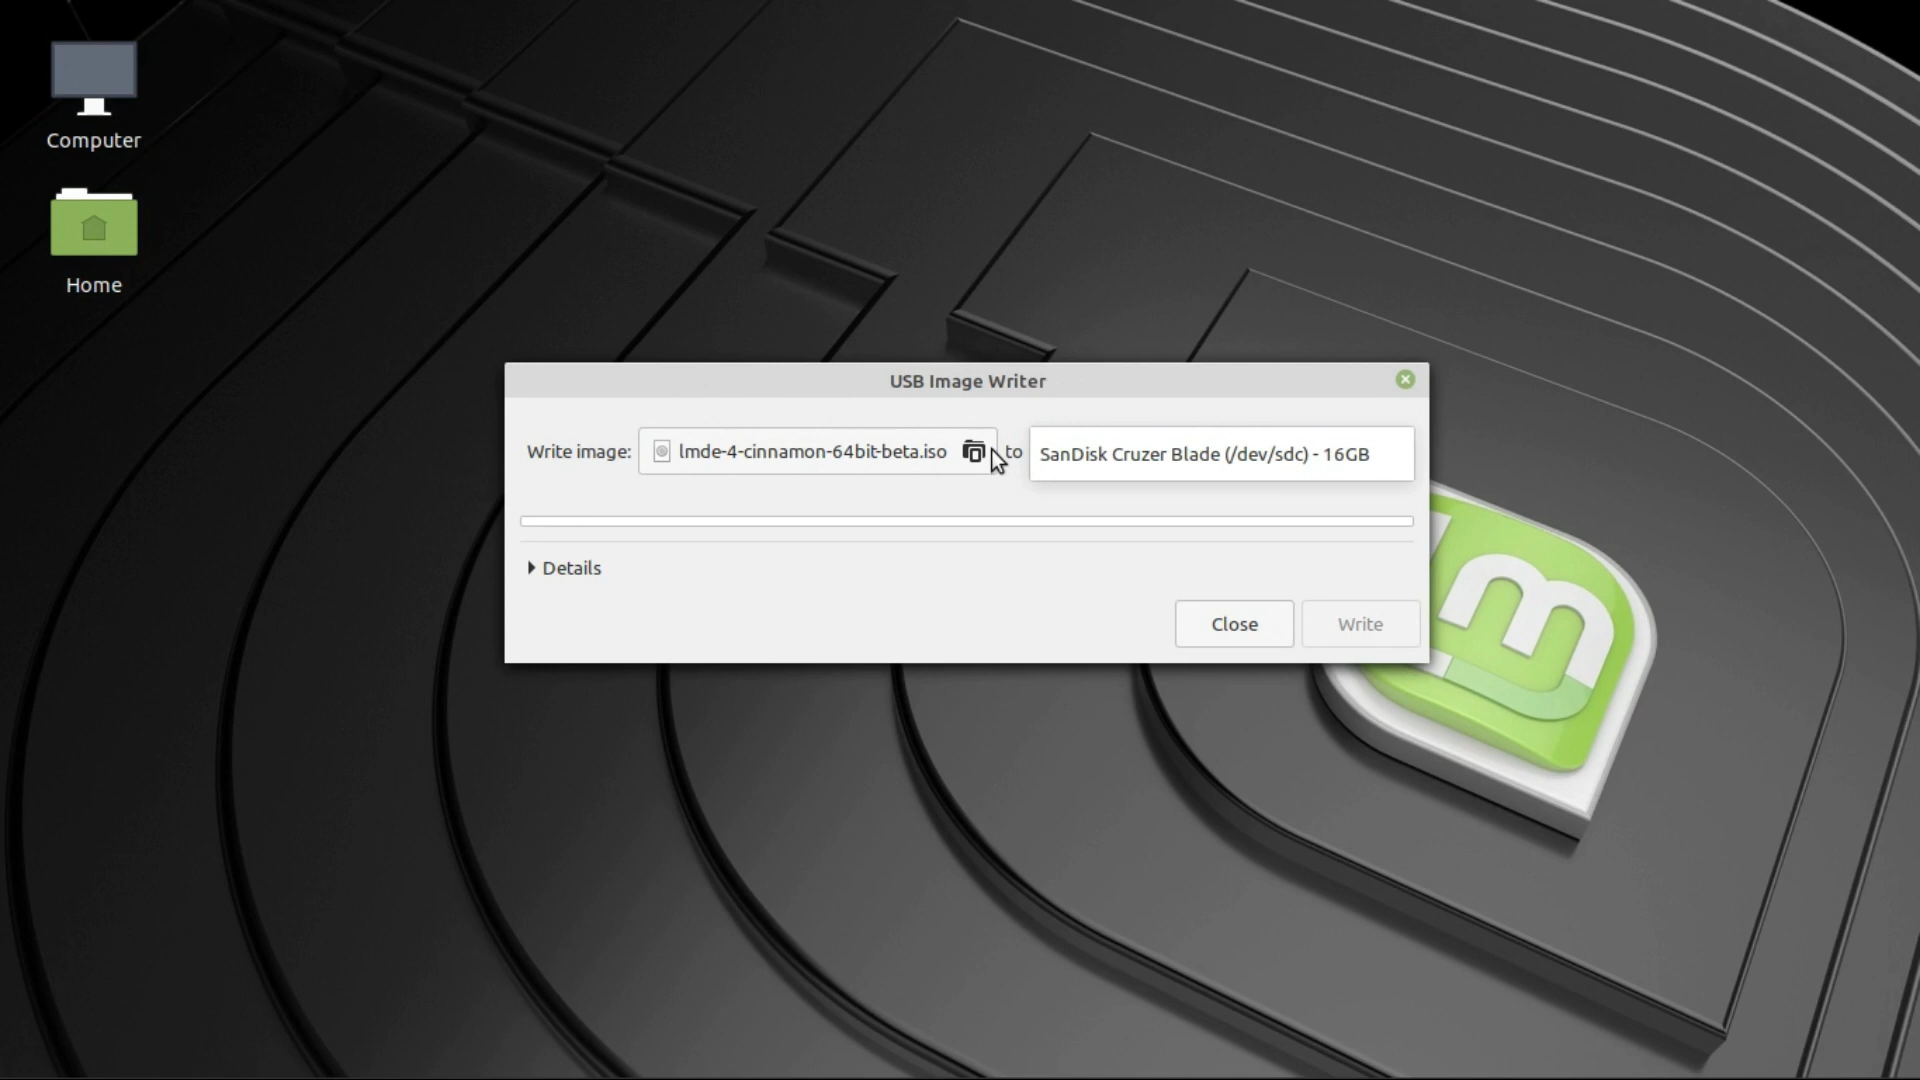 Computer
Home
USB Image Writer
Write image: lmde-4-cinnamon-64bit-beta.iso to SanDisk Cruzer Blade (/dev/sdc) - 16GB
Details
Close Write